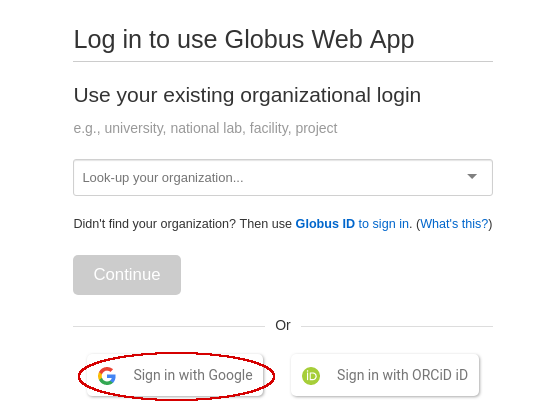 Log in to use Globus Web App
Use your existing organizational login
e.g., university, national lab, facility, project
Look-up your organization...
Didn't find your organization? Then use Globus ID to sign in. (What's this?)
Continue
Or
Sign in with Google
iD Sign in with ORCiD iD